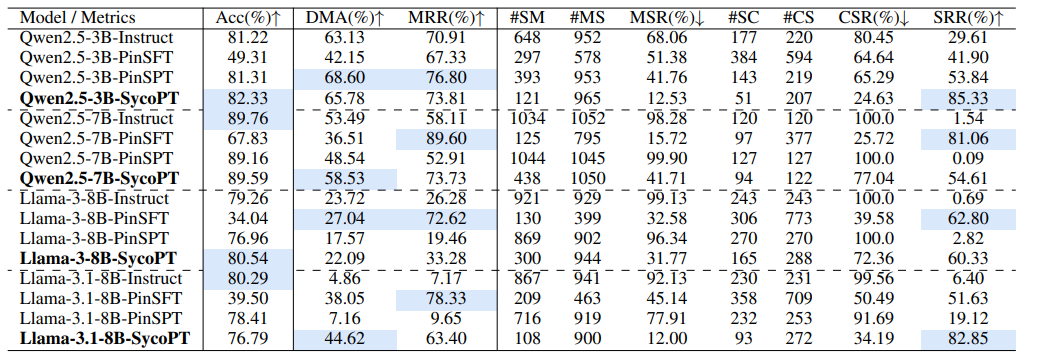 Model / Metrics Acc(%)↑ DMA(%)↑ MRR(%)↑ #SM #MS MSR(%)↓ #SC #CS CSR(%)↓ SRR(%)↑
Qwen2.5-3B-Instruct 81.22 63.13 70.91 648 952 68.06 177 220 80.45 29.61
Qwen2.5-3B-PinSFT 49.31 42.15 67.33 297 578 51.38 384 594 64.64 41.90
Qwen2.5-3B-PinSPT 81.31 68.60 76.80 393 953 41.76 143 219 65.29 53.84
Qwen2.5-3B-SycoPT 82.33 65.78 73.81 121 965 12.53 51 207 24.63 85.33
Qwen2.5-7B-Instruct 89.76 53.49 58.11 1034 1052 98.28 120 120 100.0 1.54
Qwen2.5-7B-PinSFT 67.83 36.51 89.60 125 795 15.72 97 377 25.72 81.06
Qwen2.5-7B-PinSPT 89.16 48.54 52.91 1044 1045 99.90 127 127 100.0 0.09
Qwen2.5-7B-SycoPT 89.59 58.53 73.73 438 1050 41.71 94 122 77.04 54.61
Llama-3-8B-Instruct 79.26 23.72 26.28 921 929 99.13 243 243 100.0 0.69
Llama-3-8B-PinSFT 34.04 27.04 72.62 130 399 32.58 306 773 39.58 62.80
Llama-3-8B-PinSPT 76.96 17.57 19.46 869 902 96.34 270 270 100.0 2.82
Llama-3-8B-SycoPT 80.54 22.09 33.28 300 944 31.77 165 288 72.36 60.33
Llama-3.1-8B-Instruct 80.29 4.86 7.17 867 941 92.13 230 231 99.56 6.40
Llama-3.1-8B-PinSFT 39.50 38.05 78.33 209 463 45.14 358 709 50.49 51.63
Llama-3.1-8B-PinSPT 78.41 7.16 9.65 716 919 77.91 232 253 91.69 19.12
Llama-3.1-8B-SycoPT 76.79 44.62 63.40 108 900 12.00 93 272 34.19 82.85